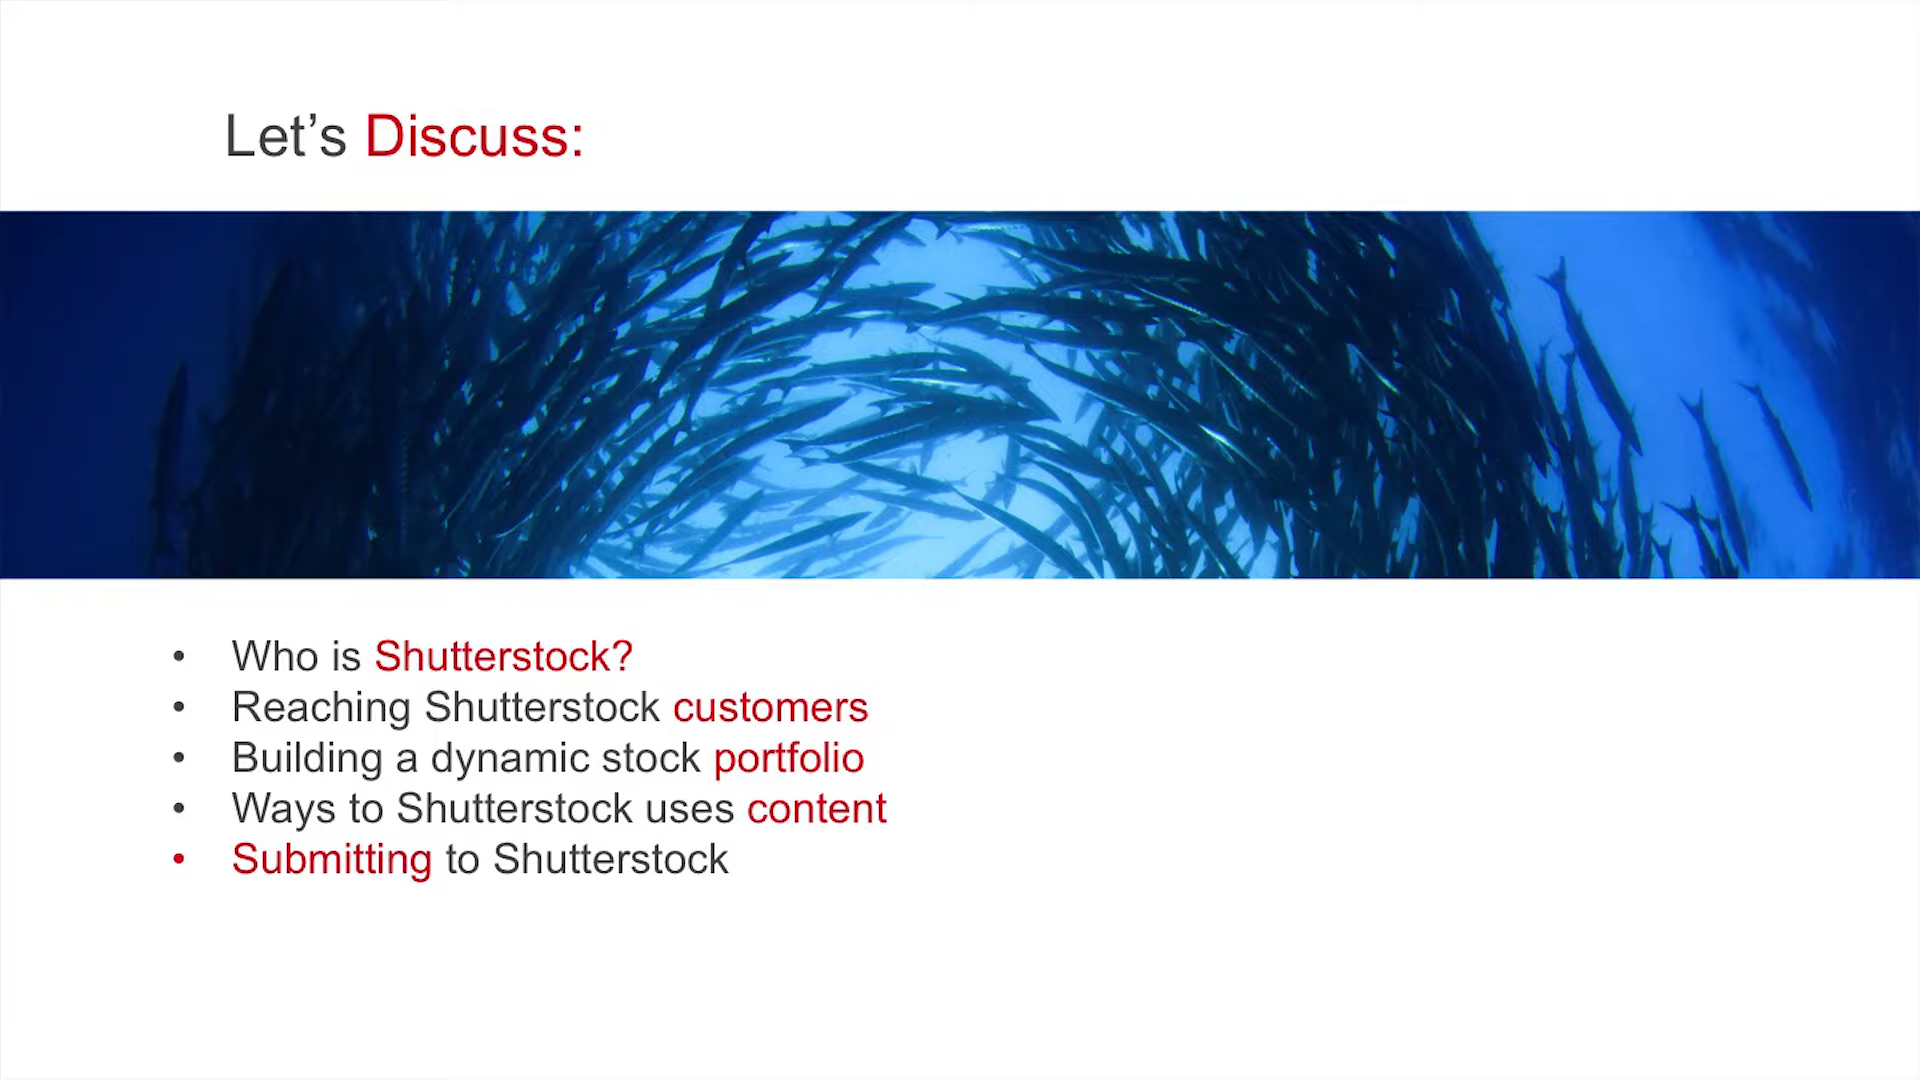 Let’s Discuss:
• Who is Shutterstock?
• Reaching Shutterstock customers
• Building a dynamic stock portfolio
• Ways to Shutterstock uses content
• Submitting to Shutterstock